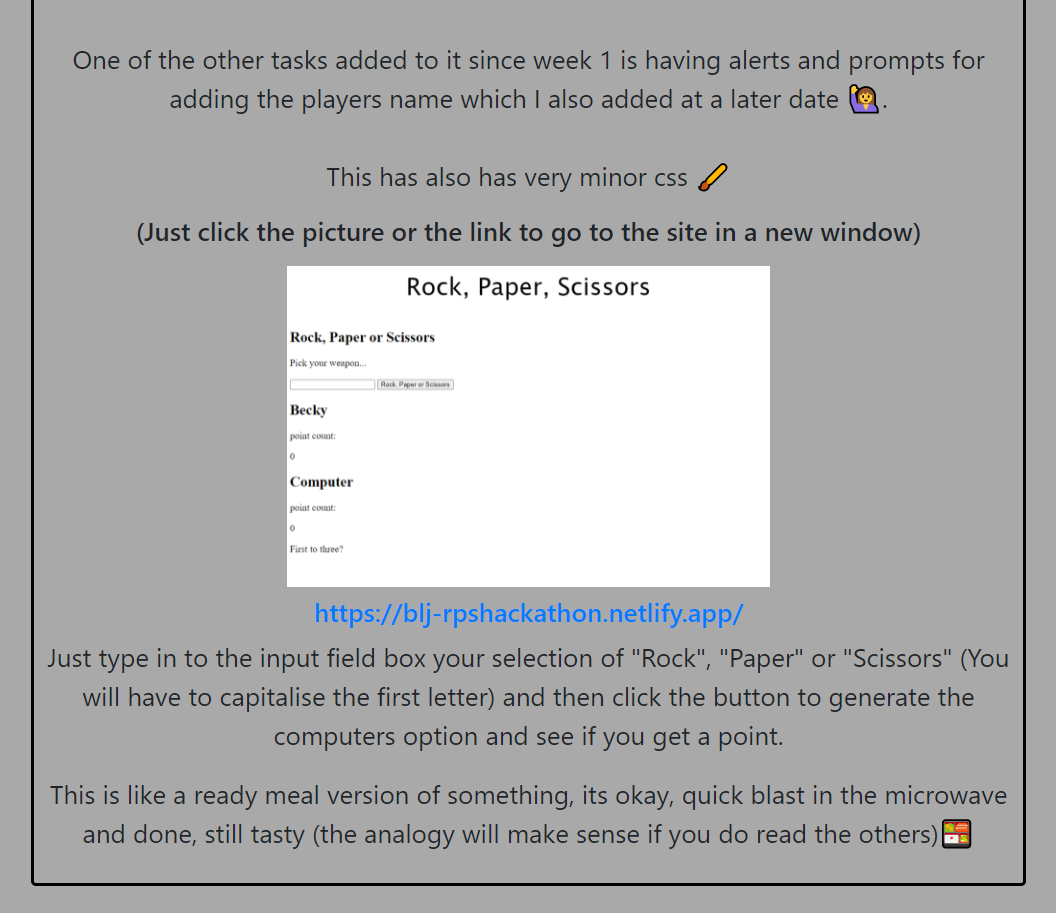 One of the other tasks added to it since week 1 is having alerts and prompts for
adding the players name which I also added at a later date 🙋‍♀️.
This has also has very minor css 🖌️
(Just click the picture or the link to go to the site in a new window)
Rock, Paper, Scissors
Rock, Paper or Scissors
Pick your weapon...
Rock, Paper or Scissors
Becky
point count:
0
Computer
point count:
0
First to three?
https://blj-rpshackathon.netlify.app/
Just type in to the input field box your selection of "Rock", "Paper" or "Scissors" (You
will have to capitalise the first letter) and then click the button to generate the
computers option and see if you get a point.
This is like a ready meal version of something, its okay, quick blast in the microwave
and done, still tasty (the analogy will make sense if you do read the others)🍱